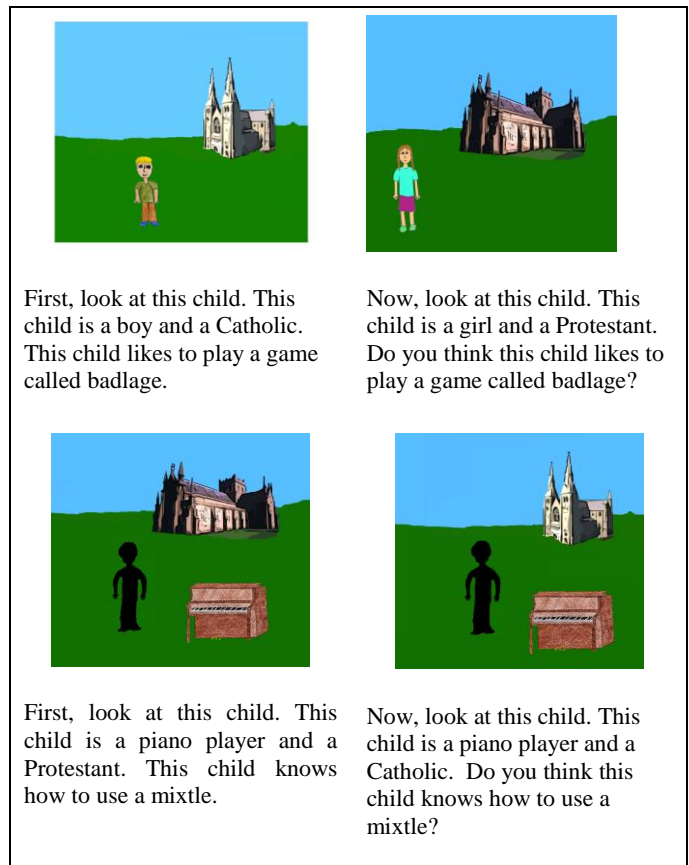 First, look at this child. This
child is a boy and a Catholic.
This child likes to play a game
called badlage.
Now, look at this child. This
child is a girl and a Protestant.
Do you think this child likes to
play a game called badlage?
First, look at this child. This
child is a piano player and a
Protestant. This child knows
how to use a mixtle.
Now, look at this child. This
child is a piano player and a
Catholic. Do you think this
child knows how to use a
mixtle?